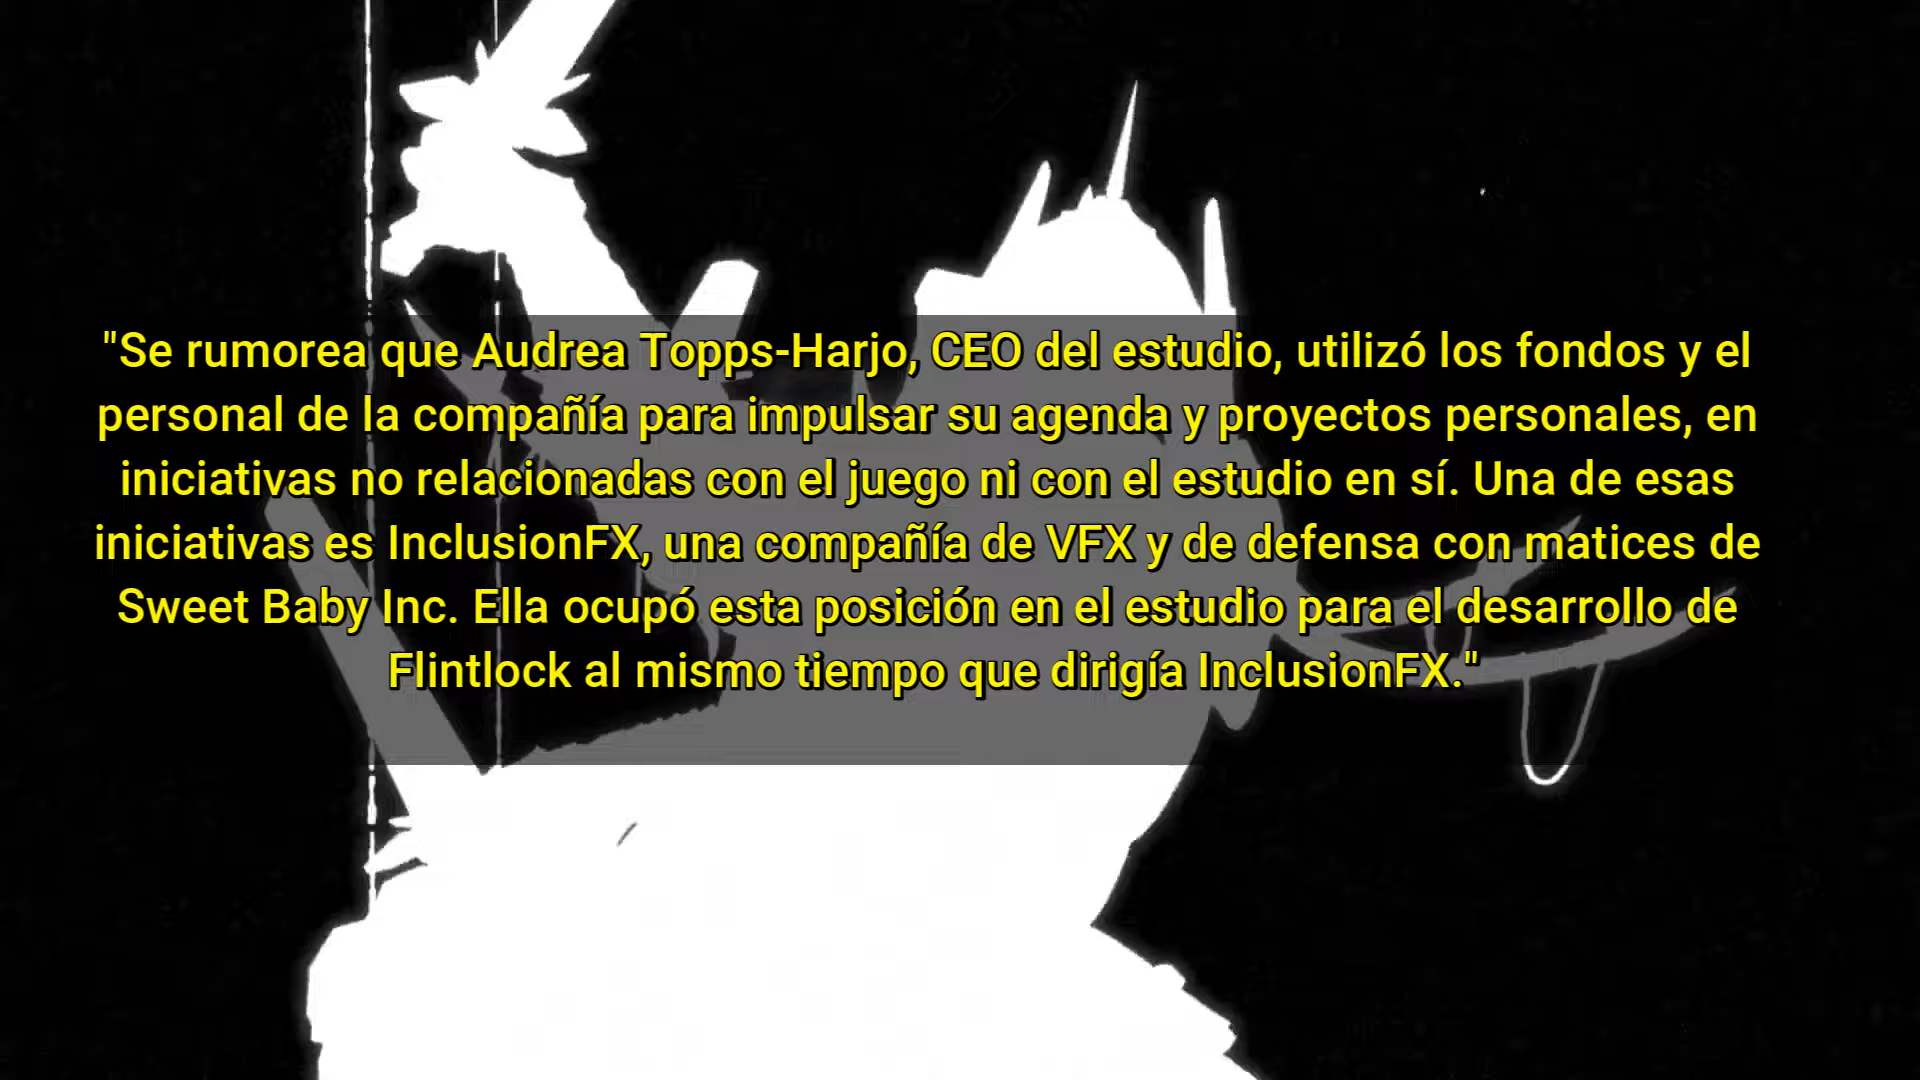 "Se rumorea que Audrea Topps-Harjo, CEO del estudio, utilizó los fondos y el
personal de la compañía para impulsar su agenda y proyectos personales, en
iniciativas no relacionadas con el juego ni con el estudio en sí. Una de esas
iniciativas es InclusionFX, una compañía de VFX y de defensa con matices de
Sweet Baby Inc. Ella ocupó esta posición en el estudio para el desarrollo de
Flintlock al mismo tiempo que dirigía InclusionFX."